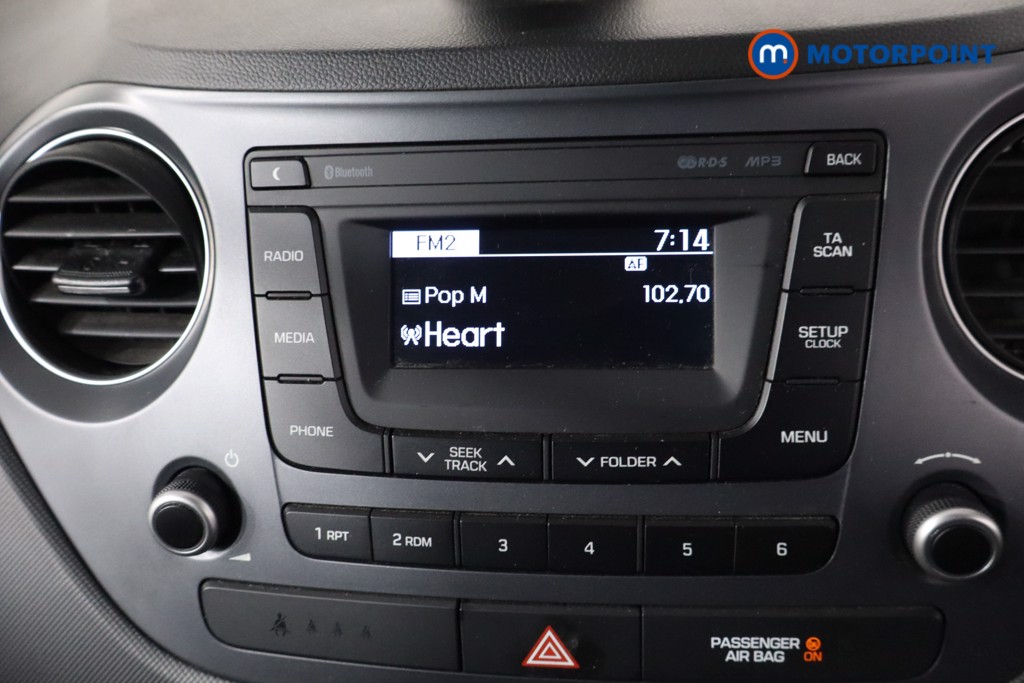 m MOTORPOINT
Bluetooth
R·D·S MP3 BACK
RADIO
FM2 7:14
TA
SCAN
AF
Pop M 102.70
MEDIA
Heart
SETUP
CLOCK
PHONE
SEEK
TRACK
FOLDER
MENU
1 RPT 2 RDM 3 4 5 6
PASSENGER
AIR BAG ON